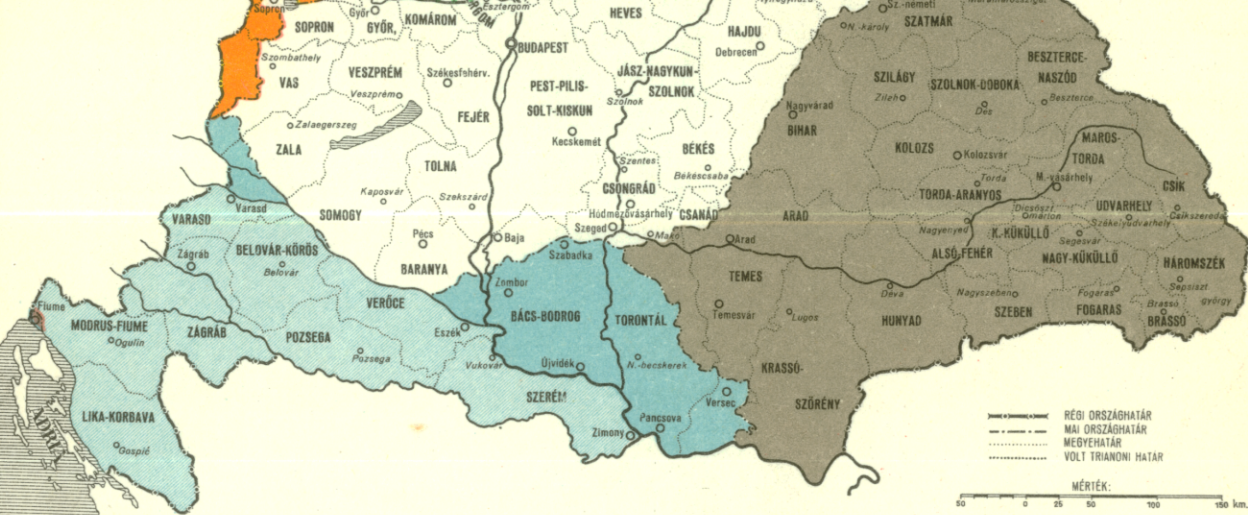 Sopron
SOPRON
Győr
GYŐR,
KOMÁROM
Esztergom
HEVES
HAJDU
Debrecen
Sz.-németi
SZATMÁR
N.-károly
BUDAPEST
Szombathely
VAS
VESZPRÉM
Veszprém
Székesfehérv.
FEJÉR
PEST-PILIS-
SOLT-KISKUN
JÁSZ-NAGYKUN-
SZOLNOK
Szolnok
Kecskemét
Nagyvárad
BIHAR
SZILÁGY
Zilah
SZOLNOK-DOBOKA
Dés
BESZTERCE-
NASZÓD
Beszterce
Zalaegerszeg
ZALA
TOLNA
Szentes
BÉKÉS
Békéscsaba
KOLOZS
Kolozsvár
MAROS-
TORDA
M.-vásárhely
Torda
TORDA-ARANYOS
CSÍK
Csíkszereda
UDVARHELY
Székelyudvarhely
Kaposvár
SOMOGY
Szekszárd
CSONGRÁD
Hódmezővásárhely
CSANÁD
Szeged
Makó
Arad
ARAD
Dicsőszt
márton
K.-KÜKÜLLŐ
Nagyenyed
ALSÓ-FEHÉR
Segesvár
NAGY-KÜKÜLLŐ
HÁROMSZÉK
Sepsiszt
györgy
Varasd
VARASD
Zágráb
BELOVÁR-KŐRÖS
Belovár
Pécs
BARANYA
Baja
Szabadka
Zombor
BÁCS-BODROG
TORONTÁL
TEMES
Temesvár
Lugos
Déva
HUNYAD
Nagyszeben
SZEBEN
Fogaras
FOGARAS
Brassó
BRASSÓ
Fiume
MODRUS-FIUME
Ogulin
ZÁGRÁB
POZSEGA
Pozsega
VERŐCE
Eszék
Vukovár
Újvidék
N.-becskerek
KRASSÓ-
SZÖRÉNY
SZERÉM
Zimony
Pancsova
Versec
LIKA-KORBAVA
Gospić
ADRIA
RÉGI ORSZÁGHATÁR
MAI ORSZÁGHATÁR
MEGYEHATÁR
VOLT TRIANONI HATÁR
MÉRTÉK:
50 0 25 50 100 150 km.